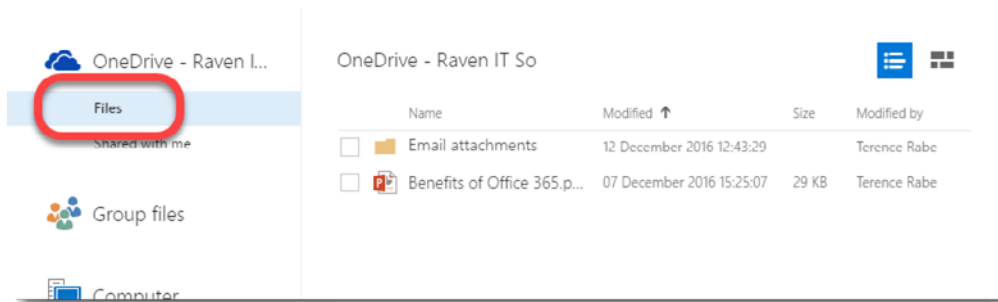 OneDrive - Raven I...
Files
Shared with me
Group files
Computer
OneDrive - Raven IT So
Name Modified ↑ Size Modified by
Email attachments 12 December 2016 12:43:29 Terence Rabe
Benefits of Office 365.p... 07 December 2016 15:25:07 29 KB Terence Rabe